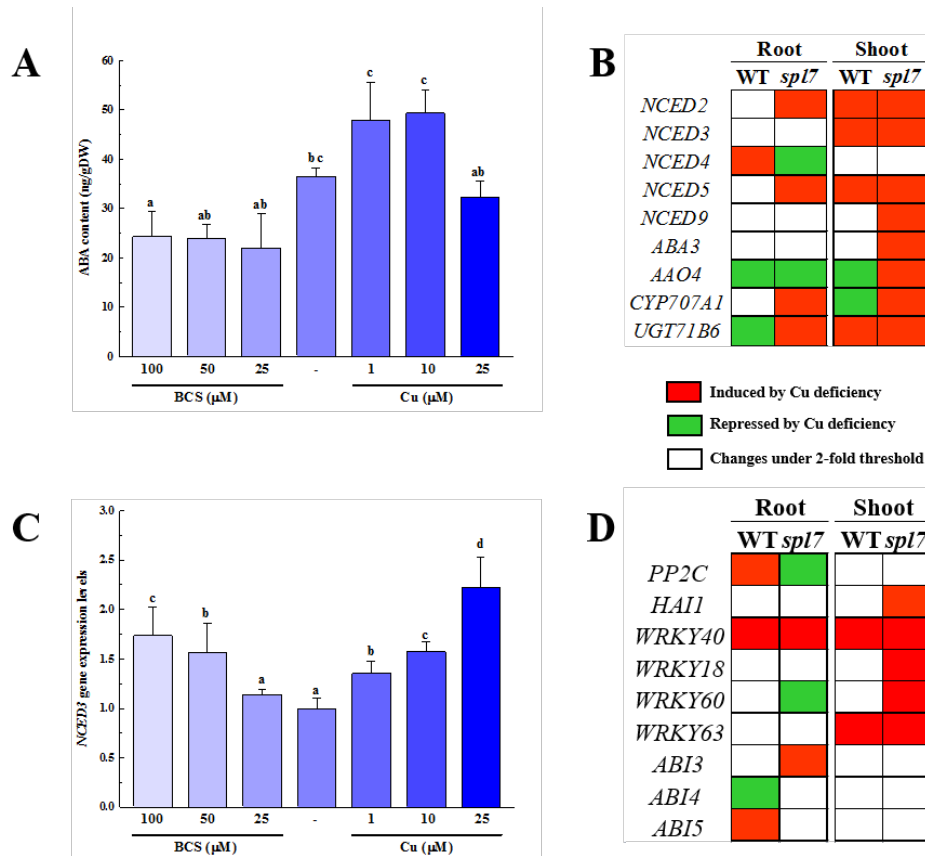 A
60
50
40
30
20
10
0
ABA content (ng/gDW)
a
ab
ab
b c
c
c
ab
100 50 25 - 1 10 25
BCS (μM) Cu (μM)
B
Root Shoot
WT spl7 WT spl7
NCED2
NCED3
NCED4
NCED5
NCED9
ABA3
AAO4
CYP707A1
UGT71B6
Induced by Cu deficiency
Repressed by Cu deficiency
Changes under 2-fold threshold
C
3.0
2.5
2.0
1.5
1.0
0.5
0.0
NCED3 gene expression levels
c
b
a
a
b
c
d
100 50 25 - 1 10 25
BCS (μM) Cu (μM)
D
Root Shoot
WT spl7 WT spl7
PP2C
HAI1
WRKY40
WRKY18
WRKY60
WRKY63
ABI3
ABI4
ABI5